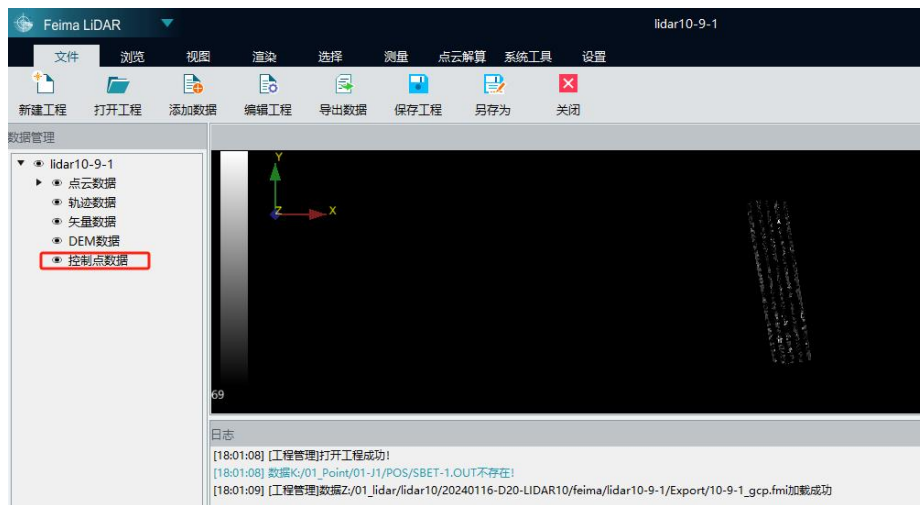 Feima LiDAR
lidar10-9-1
文件 浏览 视图 渲染 选择 测量 点云解算 系统工具 设置
新建工程 打开工程 添加数据 编辑工程 导出数据 保存工程 另存为 关闭
数据管理
lidar10-9-1
点云数据
轨迹数据
矢量数据
DEM数据
控制点数据
Y
Z X
69
日志
[18:01:08] [工程管理]打开工程成功!
[18:01:08] 数据K:/01_Point/01-J1/POS/SBET-1.OUT不存在!
[18:01:09] [工程管理]数据Z:/01_lidar/lidar10/20240116-D20-LIDAR10/feima/lidar10-9-1/Export/10-9-1_gcp.fmi加载成功